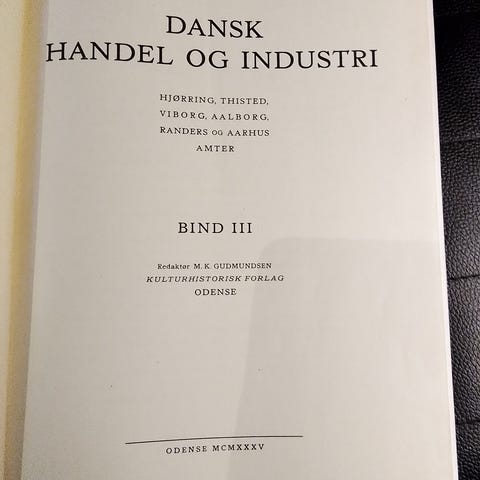 DANSK
HANDEL OG INDUSTRI
HJØRRING, THISTED,
VIBORG, AALBORG,
RANDERS OG AARHUS
AMTER
BIND III
Redaktør M. K. GUDMUNDSEN
KULTURHISTORISK FORLAG
ODENSE
ODENSE MCMXXXV